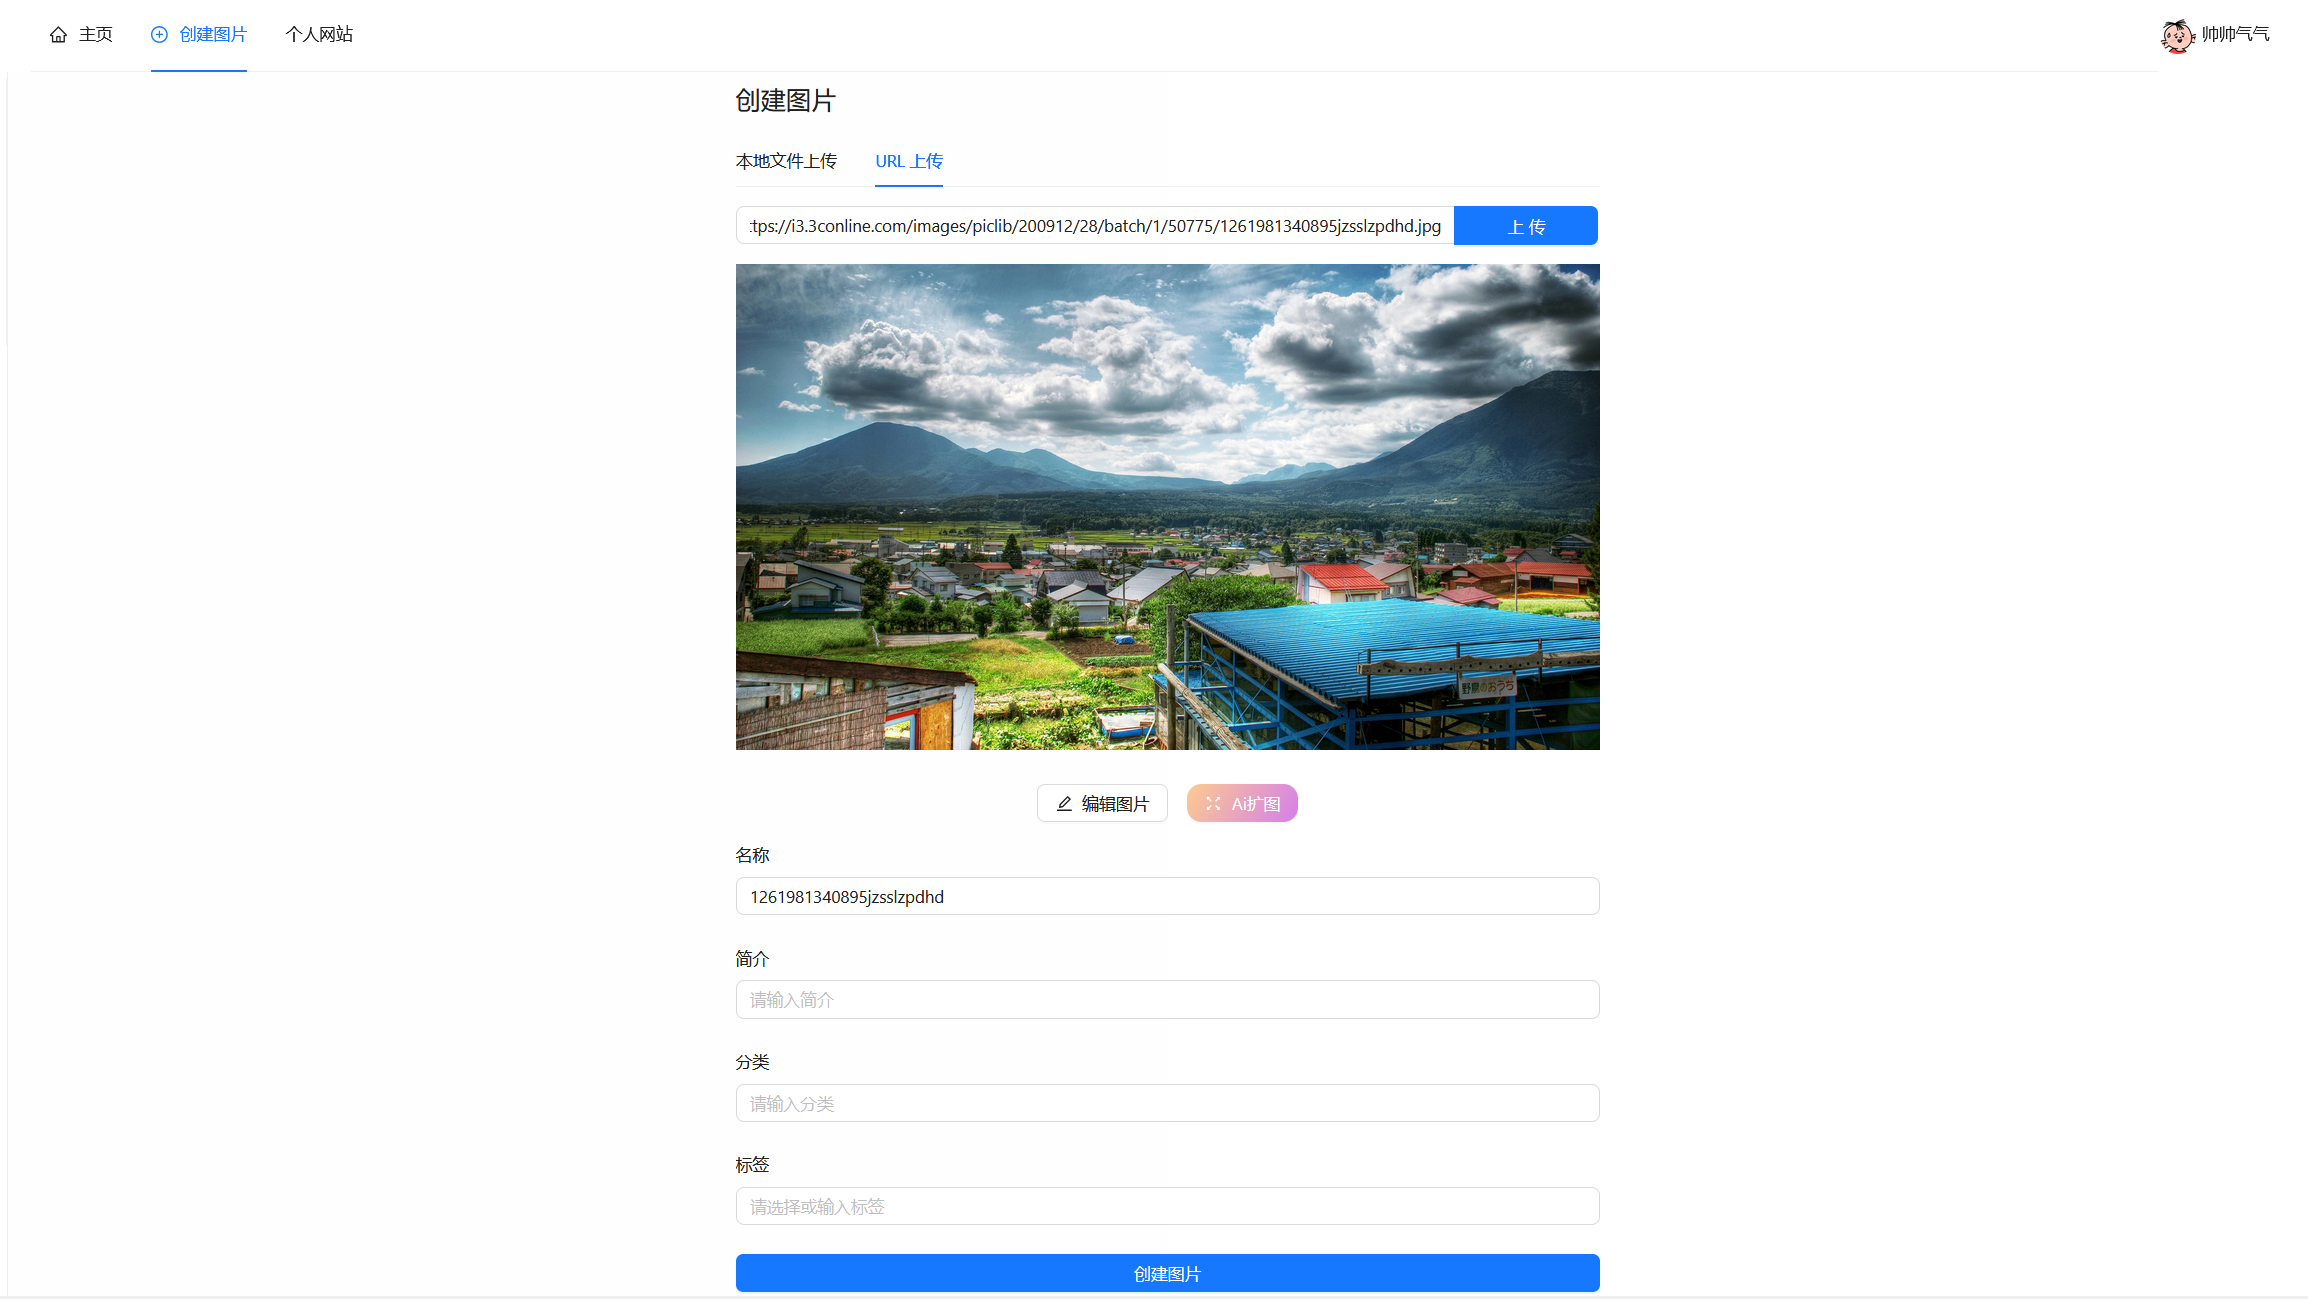 主页 创建图片 个人网站 帅帅气气
创建图片
本地文件上传 URL 上传
tps://i3.3conline.com/images/piclib/200912/28/batch/1/50775/1261981340895jzsslzpdhd.jpg 上 传
野鳥のおうち
编辑图片 Ai扩图
名称
1261981340895jzsslzpdhd
简介
请输入简介
分类
请输入分类
标签
请选择或输入标签
创建图片